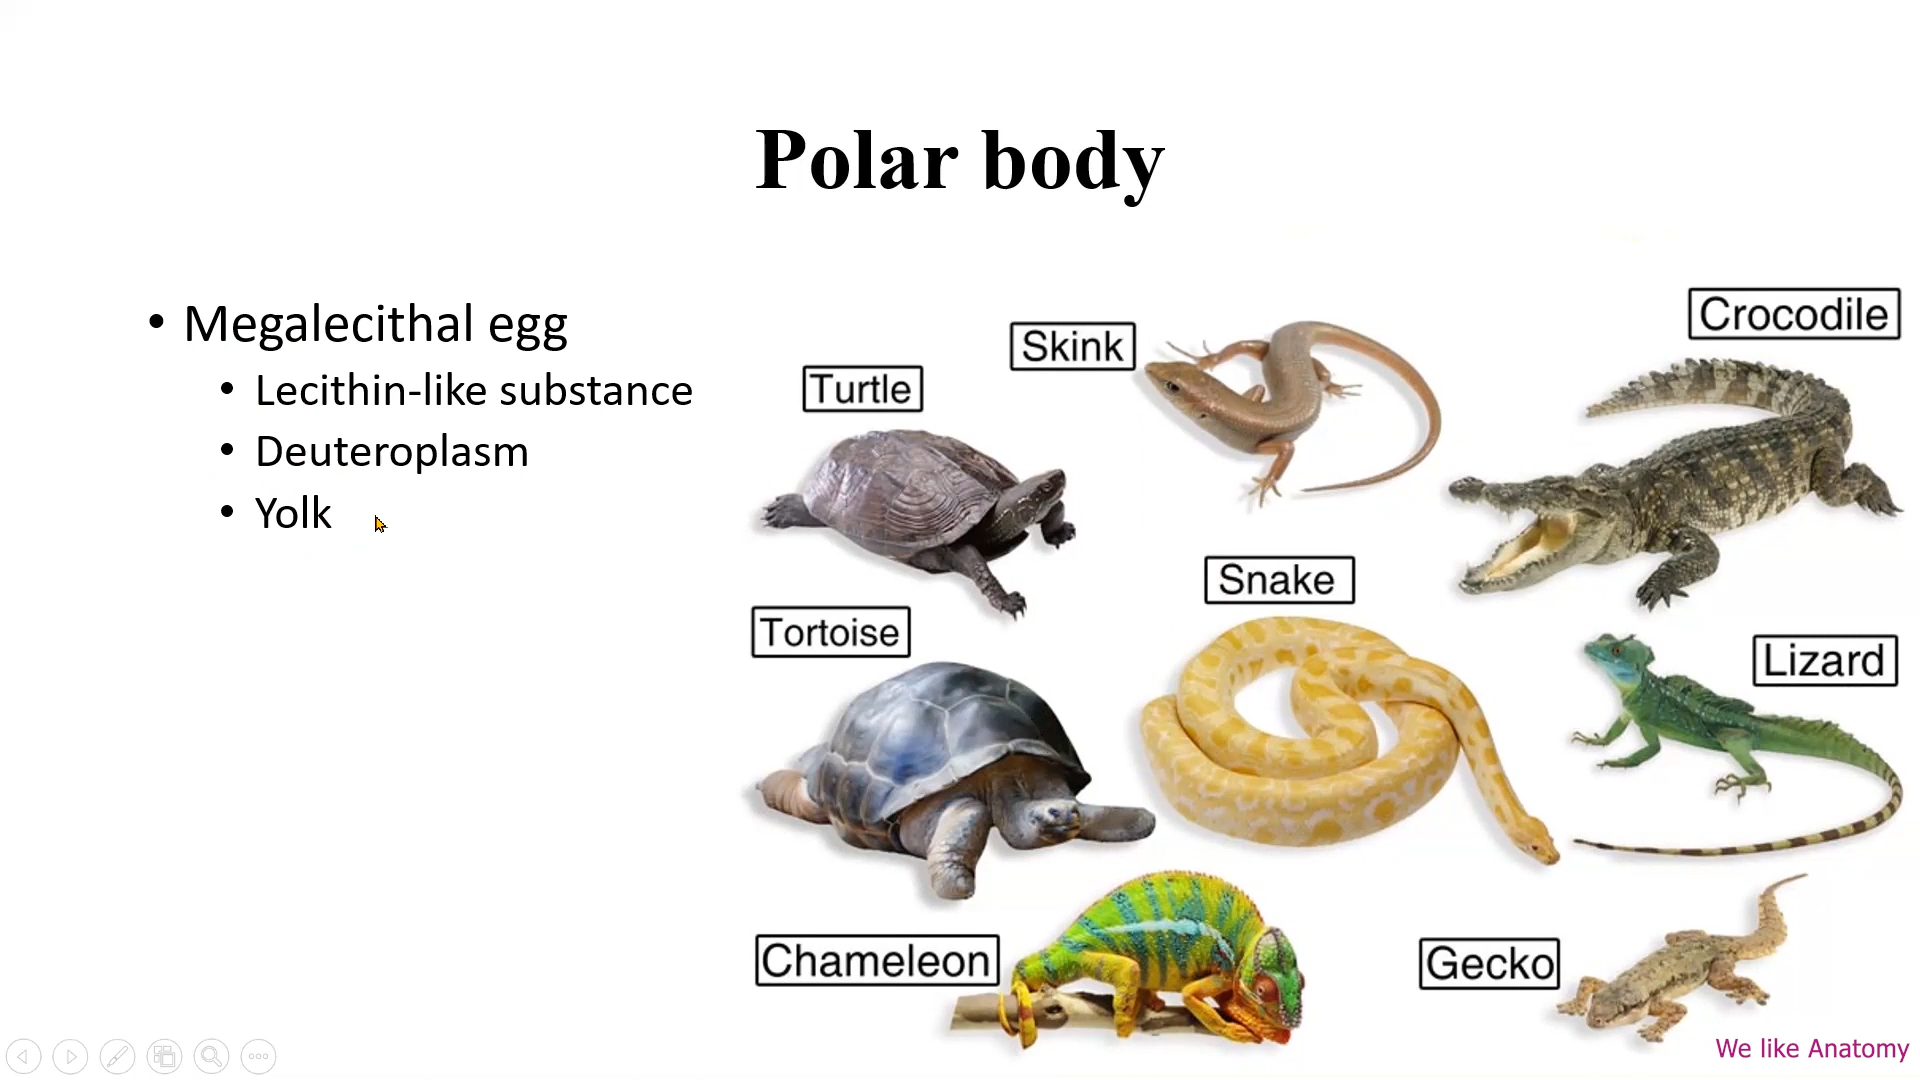 Polar body
• Megalecithal egg
• Lecithin-like substance
• Deuteroplasm
• Yolk
Skink
Crocodile
Turtle
Snake
Tortoise
Lizard
Chameleon
Gecko
We like Anatomy